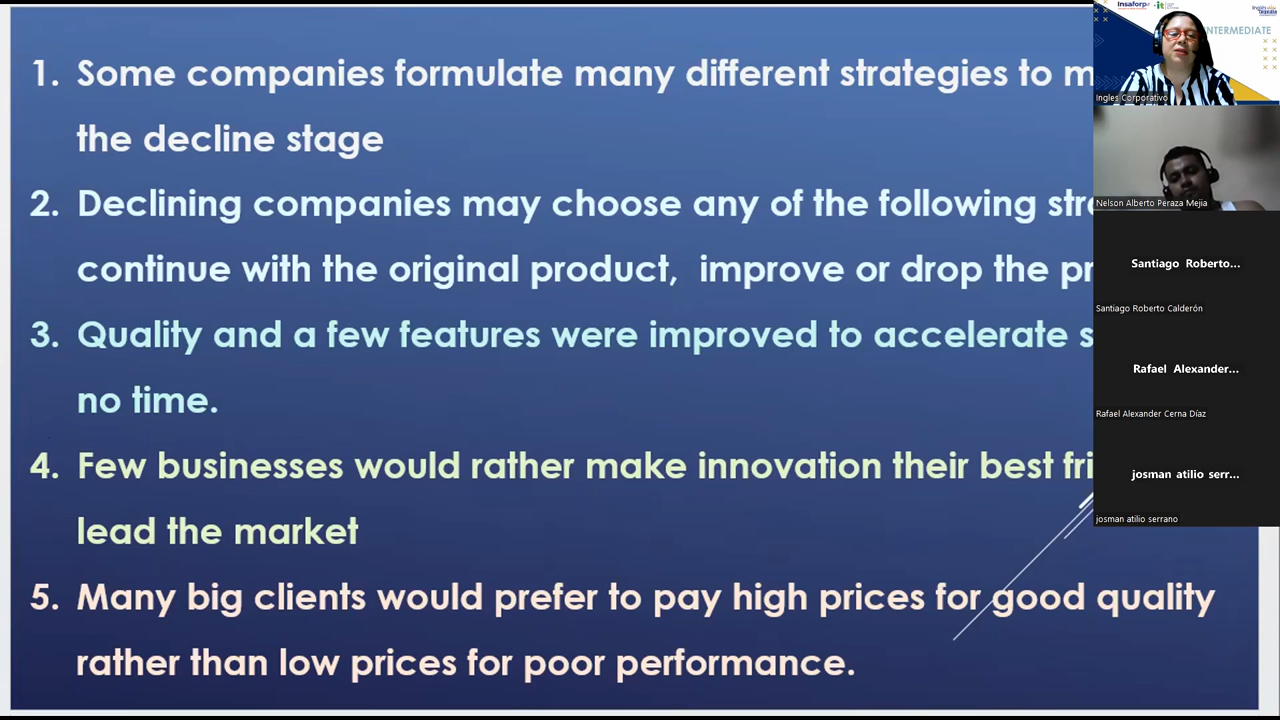 1. Some companies formulate many different strategies to
the decline stage
2. Declining companies may choose any of the following
continue with the original product, improve or drop the
3. Quality and a few features were improved to accelerate
no time.
4. Few businesses would rather make innovation their best
lead the market
5. Many big clients would prefer to pay high prices for good quality
rather than low prices for poor performance.
Insaforp
INTERMEDIATE
Ingles Corporativo
Nelson Alberto Peraza Mejia
Santiago Roberto...
Santiago Roberto Calderón
Rafael Alexander...
Rafael Alexander Cerna Díaz
josman atilio serr...
josman atilio serrano